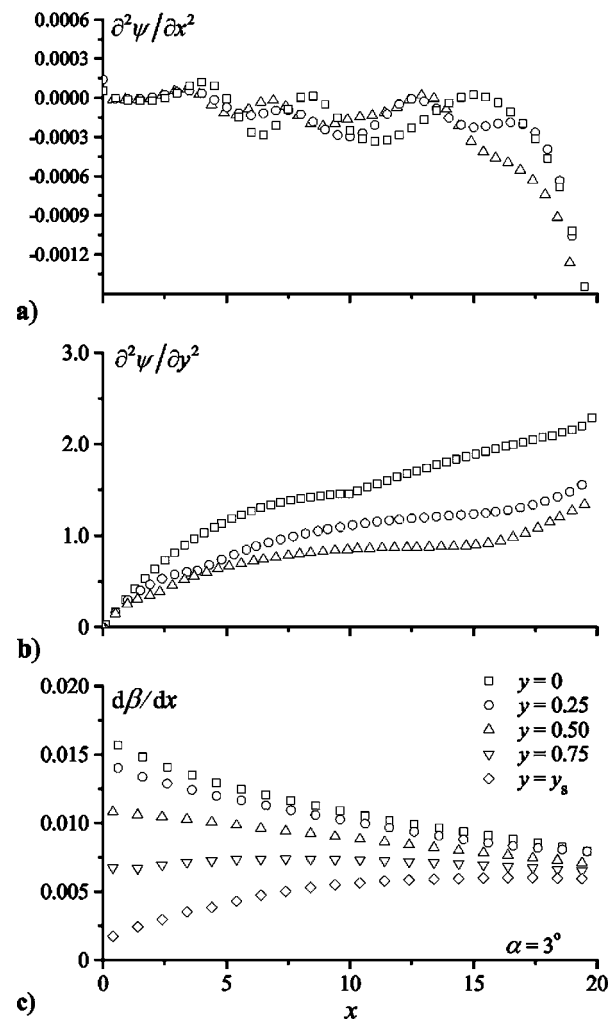 ∂²ψ/∂x²
0.0006
0.0003
0.0000
-0.0003
-0.0006
-0.0009
-0.0012
a)
∂²ψ/∂y²
3.0
2.0
1.0
0
b)
dβ/dx
0.020
0.015
0.010
0.005
0
y = 0
y = 0.25
y = 0.50
y = 0.75
y = yₛ
α = 3°
0 5 10 15 20
c)
x